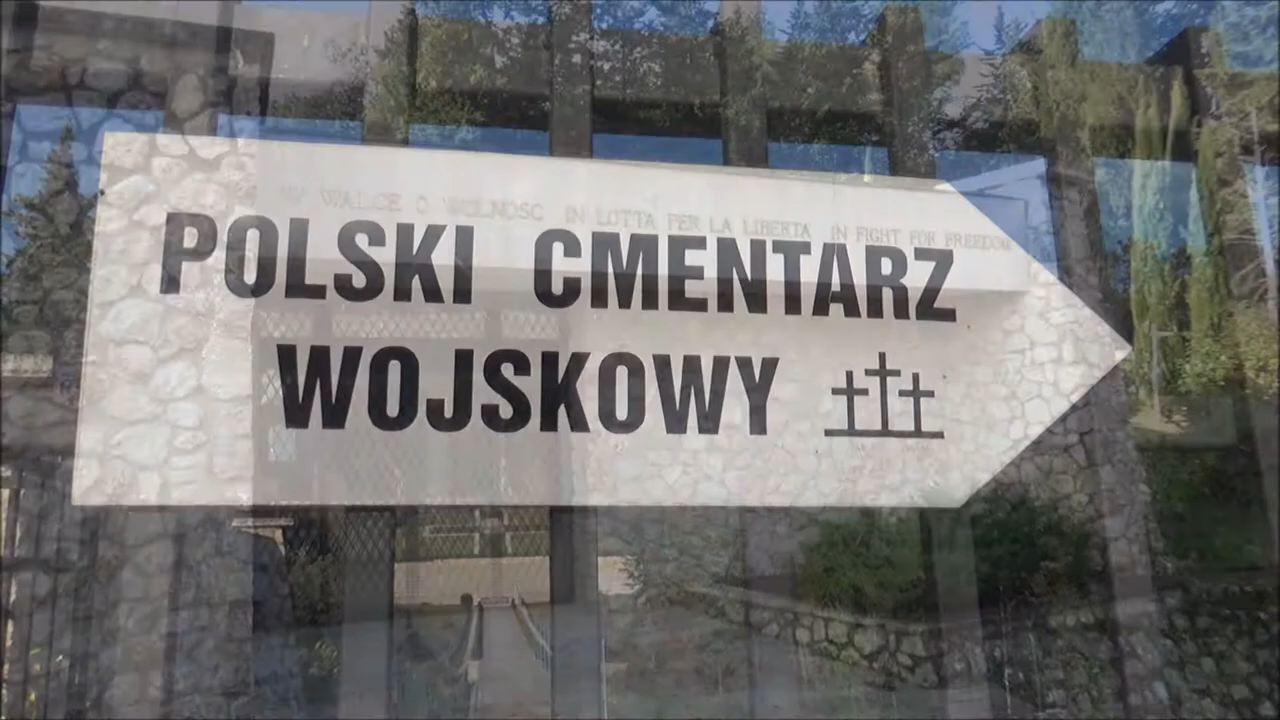 WALCE O WOLNOSC IN LOTTA PER LA LIBERTA IN FIGHT FOR FREEDOM
POLSKI CMENTARZ
WOJSKOWY